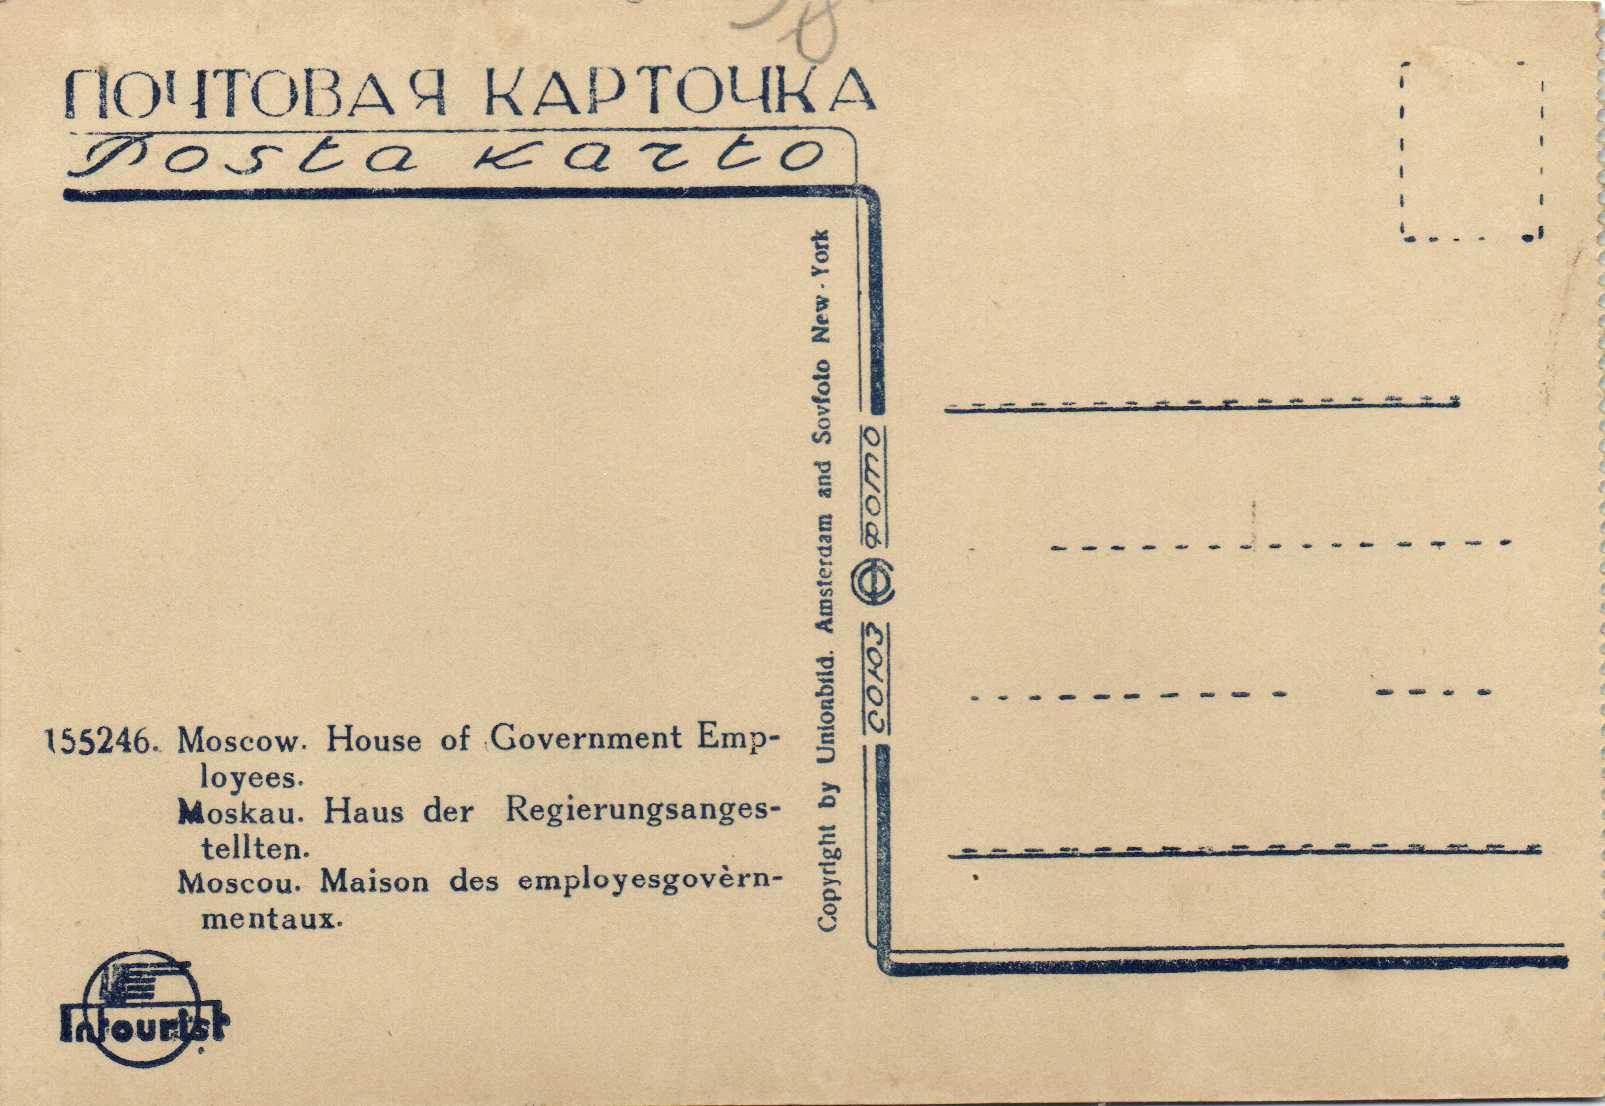 ПОЧТОВАЯ КАРТОЧКА
Posta karto
155246. Moscow. House of Government Emp-
loyees.
Moskau. Haus der Regierungsanges-
tellten.
Moscou. Maison des employesgovèrn-
mentaux.
Intourist
Copyright by Unionbild. Amsterdam and Sovfoto New-York
СОЮЗ ФОТО